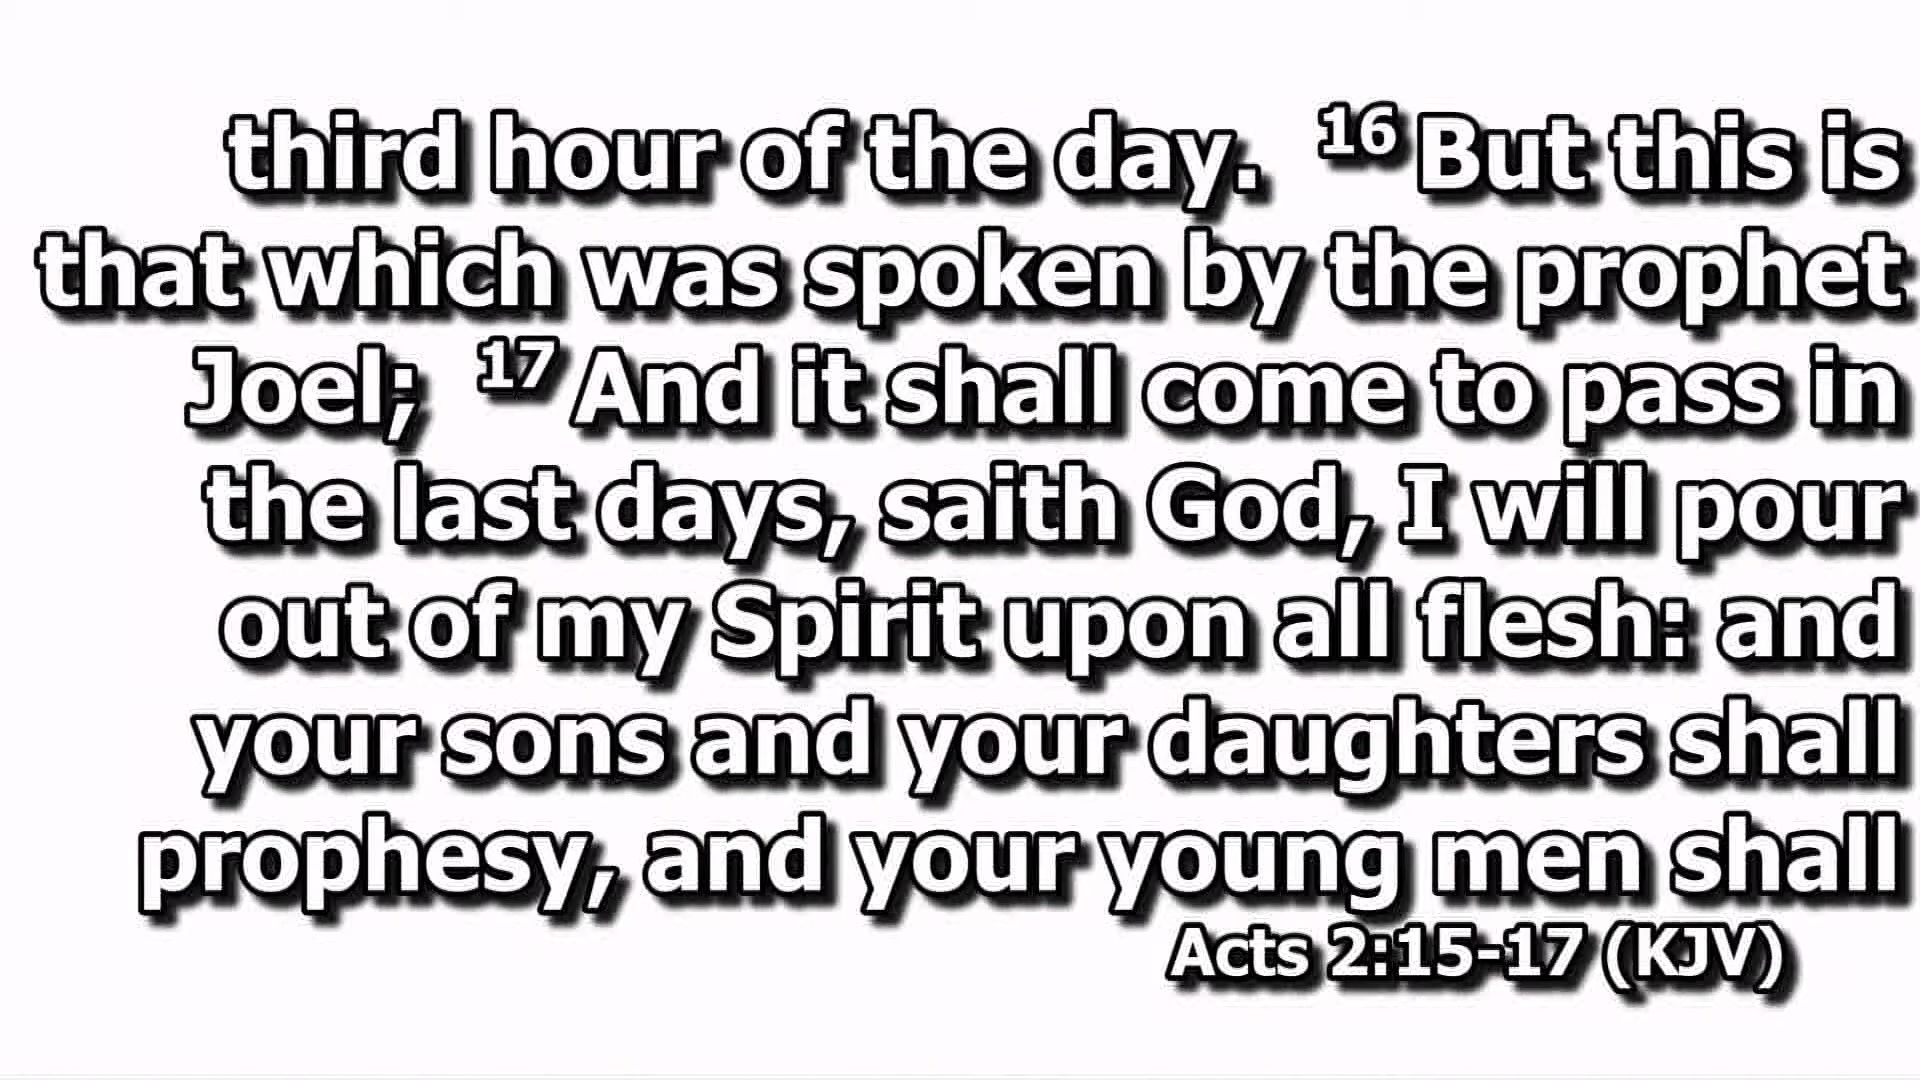 third hour of the day. 16 But this is
that which was spoken by the prophet
Joel; 17 And it shall come to pass in
the last days, saith God, I will pour
out of my Spirit upon all flesh: and
your sons and your daughters shall
prophesy, and your young men shall
Acts 2:15-17 (KJV)